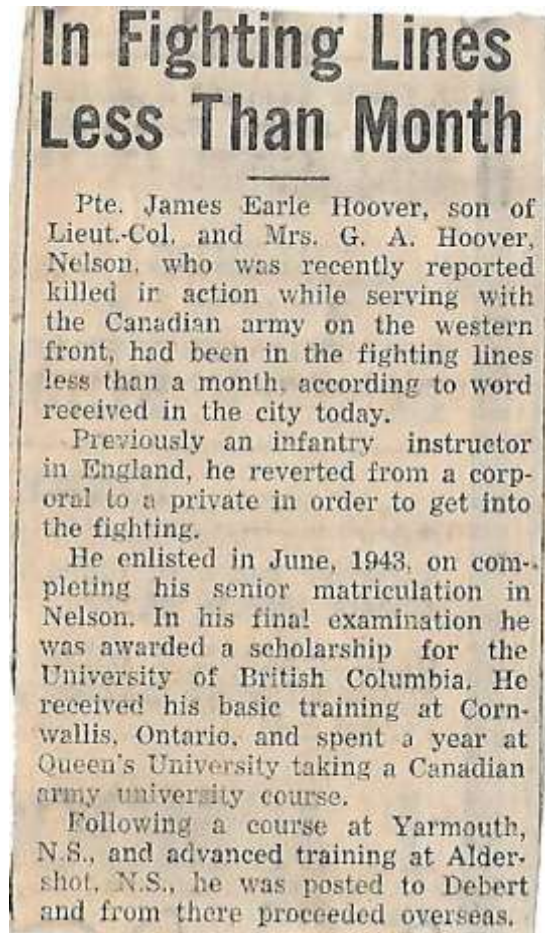 In Fighting Lines
Less Than Month
Pte. James Earle Hoover, son of
Lieut.-Col. and Mrs. G. A. Hoover,
Nelson, who was recently reported
killed in action while serving with
the Canadian army on the western
front, had been in the fighting lines
less than a month, according to word
received in the city today.
Previously an infantry instructor
in England, he reverted from a corp-
oral to a private in order to get into
the fighting.
He enlisted in June, 1943, on com-
pleting his senior matriculation in
Nelson. In his final examination he
was awarded a scholarship for the
University of British Columbia. He
received his basic training at Corn-
wallis, Ontario, and spent a year at
Queen's University taking a Canadian
army university course.
Following a course at Yarmouth,
N.S., and advanced training at Alder-
shot, N.S., he was posted to Debert
and from there proceeded overseas.